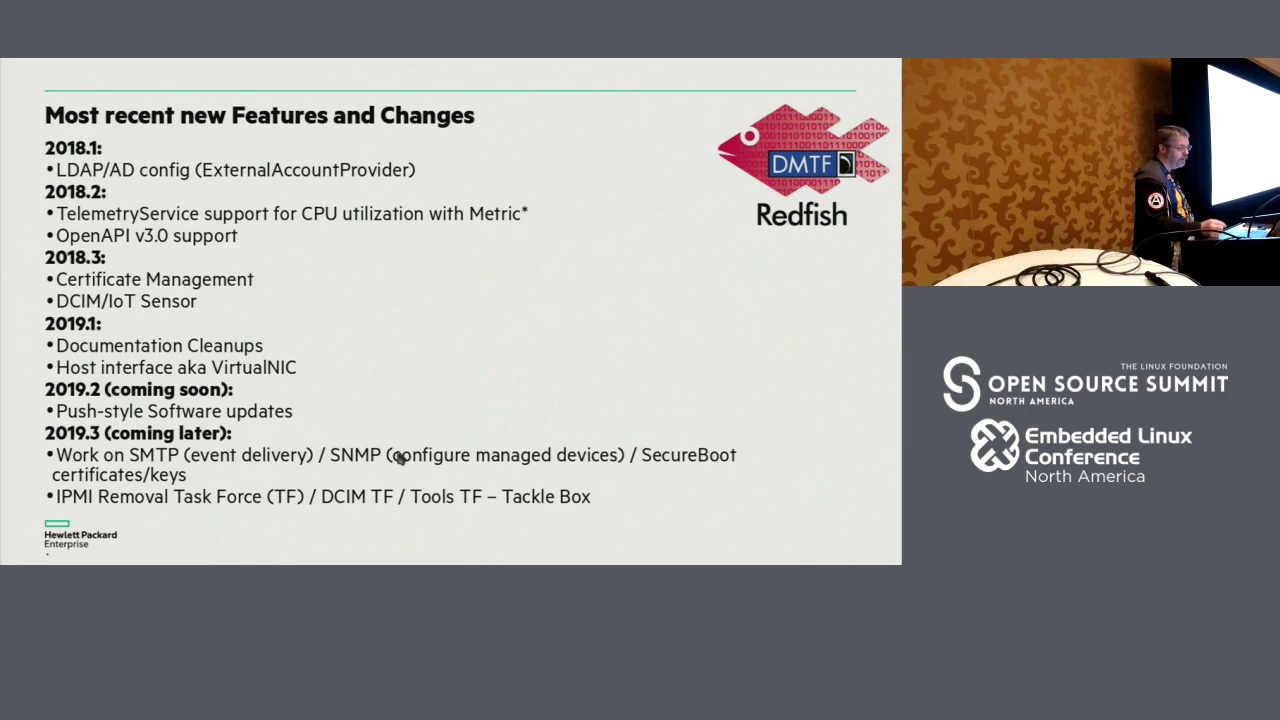 Most recent new Features and Changes
2018.1:
•LDAP/AD config (ExternalAccountProvider)
2018.2:
•TelemetryService support for CPU utilization with Metric*
•OpenAPI v3.0 support
2018.3:
•Certificate Management
•DCIM/IoT Sensor
2019.1:
•Documentation Cleanups
•Host interface aka VirtualNIC
2019.2 (coming soon):
•Push-style Software updates
2019.3 (coming later):
•Work on SMTP (event delivery) / SNMP (configure managed devices) / SecureBoot
certificates/keys
•IPMI Removal Task Force (TF) / DCIM TF / Tools TF – Tackle Box
Hewlett Packard
Enterprise
DMTF
Redfish
THE LINUX FOUNDATION
OPEN SOURCE SUMMIT
NORTH AMERICA
Embedded Linux
Conference
North America